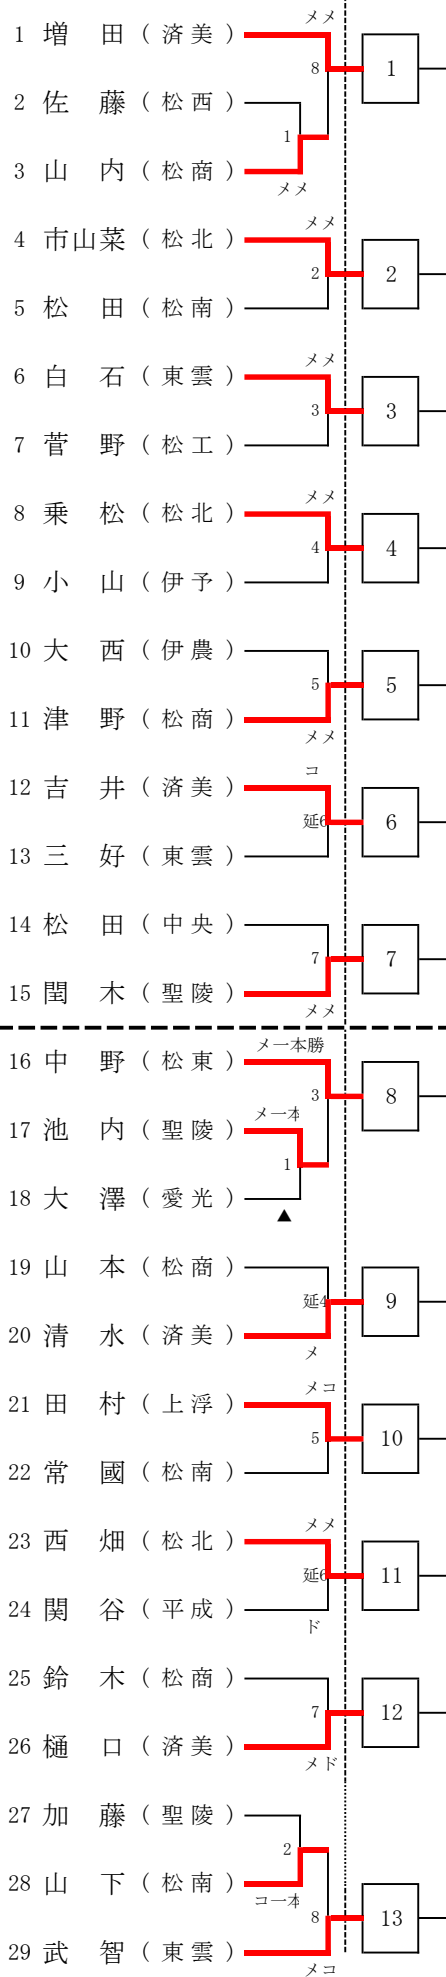 メメ
1 増 田 ( 済 美 )
8
1
2 佐 藤 ( 松 西 )
1
3 山 内 ( 松 商 )
メメ
メメ
4 市山菜 ( 松 北 )
2
2
5 松 田 ( 松 南 )
メメ
6 白 石 ( 東 雲 )
3
3
7 菅 野 ( 松 工 )
メメ
8 乗 松 ( 松 北 )
4
4
9 小 山 ( 伊 予 )
10 大 西 ( 伊 農 )
5
5
11 津 野 ( 松 商 )
メメ
コ
12 吉 井 ( 済 美 )
延6
6
13 三 好 ( 東 雲 )
14 松 田 ( 中 央 )
7
7
15 閏 木 ( 聖 陵 )
メメ
メ一本勝
16 中 野 ( 松 東 )
3
8
メ一本
17 池 内 ( 聖 陵 )
1
18 大 澤 ( 愛 光 )
▲
19 山 本 ( 松 商 )
延4
9
20 清 水 ( 済 美 )
メ
メコ
21 田 村 ( 上 浮 )
5
10
22 常 國 ( 松 南 )
メメ
23 西 畑 ( 松 北 )
延6
11
24 関 谷 ( 平 成 )
ド
25 鈴 木 ( 松 商 )
7
12
26 樋 口 ( 済 美 )
メド
27 加 藤 ( 聖 陵 )
2
28 山 下 ( 松 南 )
コ一本
8
13
29 武 智 ( 東 雲 )
メコ